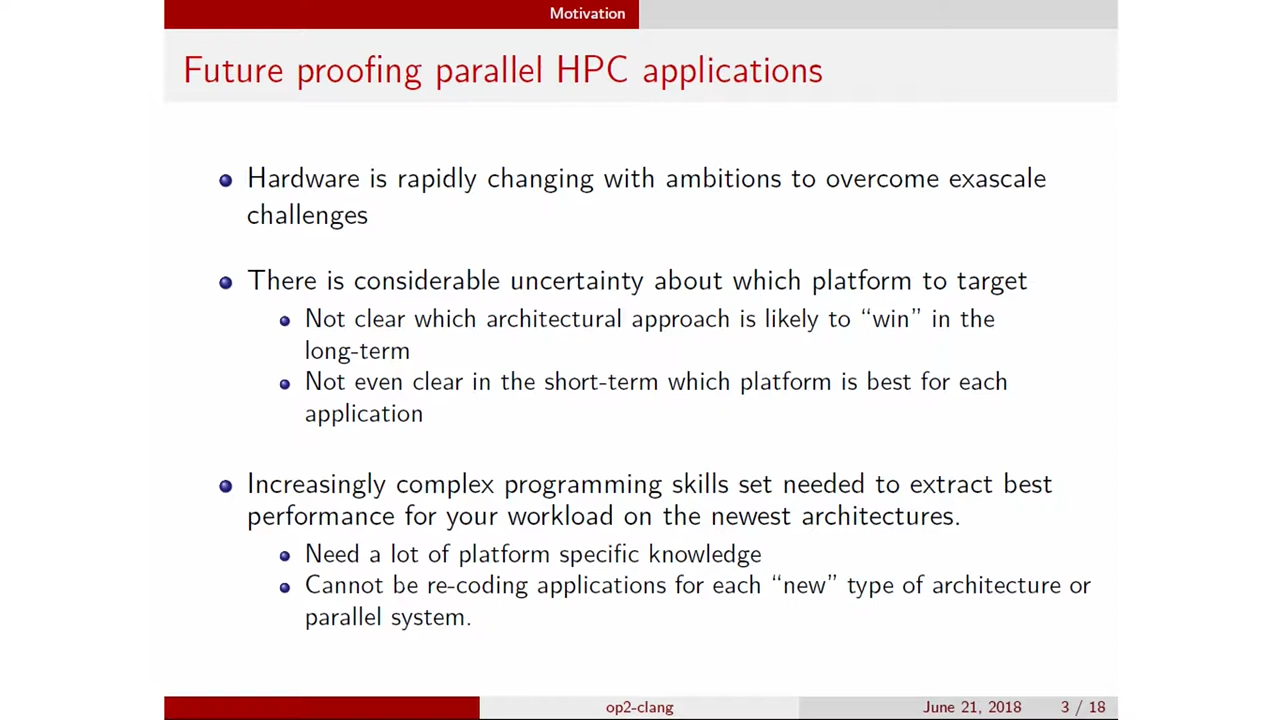 Motivation
Future proofing parallel HPC applications
Hardware is rapidly changing with ambitions to overcome exascale
challenges
There is considerable uncertainty about which platform to target
Not clear which architectural approach is likely to “win” in the
long-term
Not even clear in the short-term which platform is best for each
application
Increasingly complex programming skills set needed to extract best
performance for your workload on the newest architectures.
Need a lot of platform specific knowledge
Cannot be re-coding applications for each “new” type of architecture or
parallel system.
op2-clang June 21, 2018 3 / 18